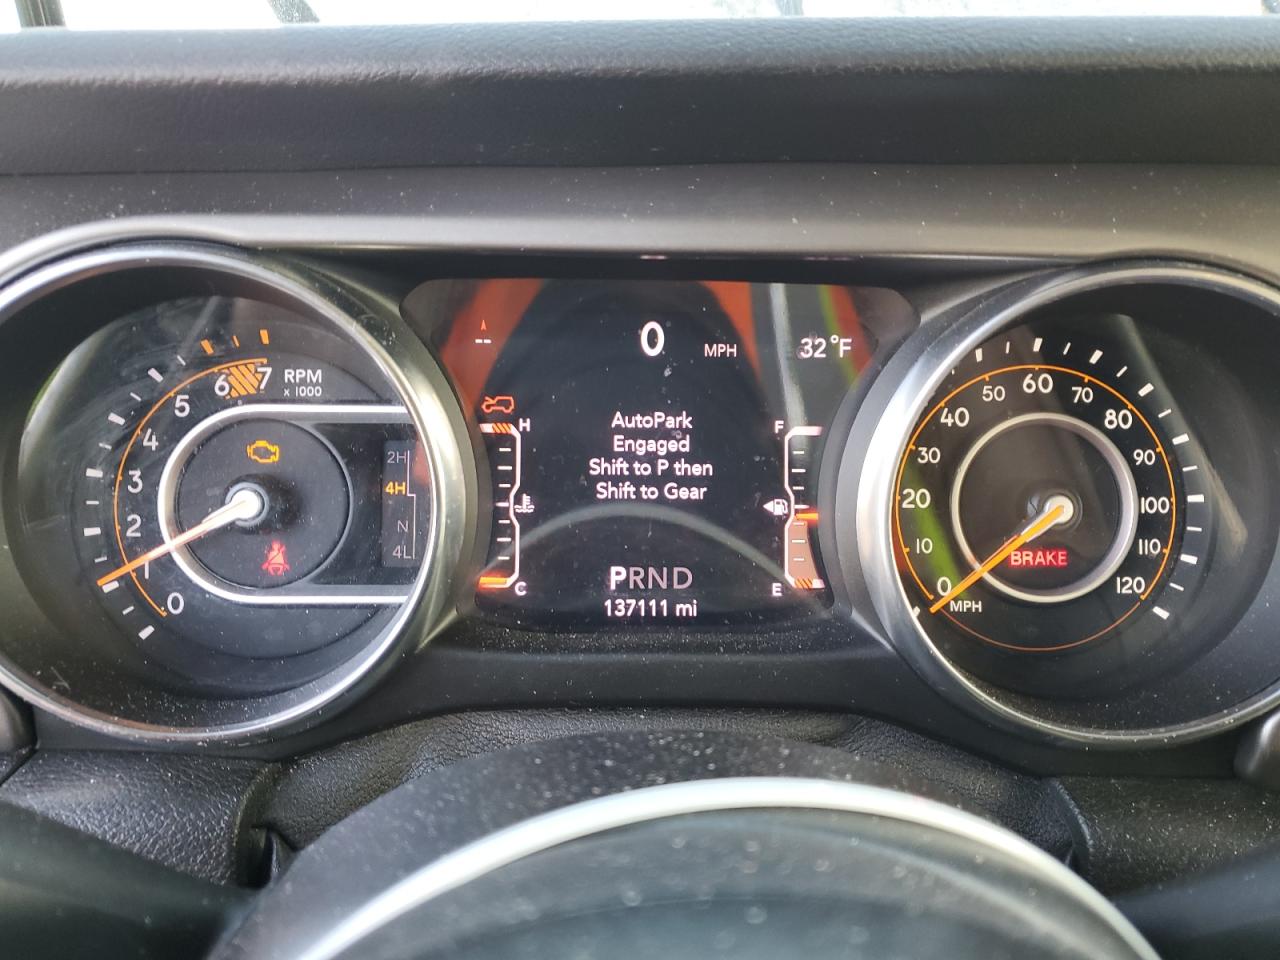 0 MPH 32°F
6 7 RPM
x 1000
5
4
3
2
1
0
2H
4H
N
4L
--
H
C
AutoPark
Engaged
Shift to P then
Shift to Gear
PRND
137111 mi
F
E
0
10
20
30
40
50
60
70
80
90
100
110
120
MPH
BRAKE